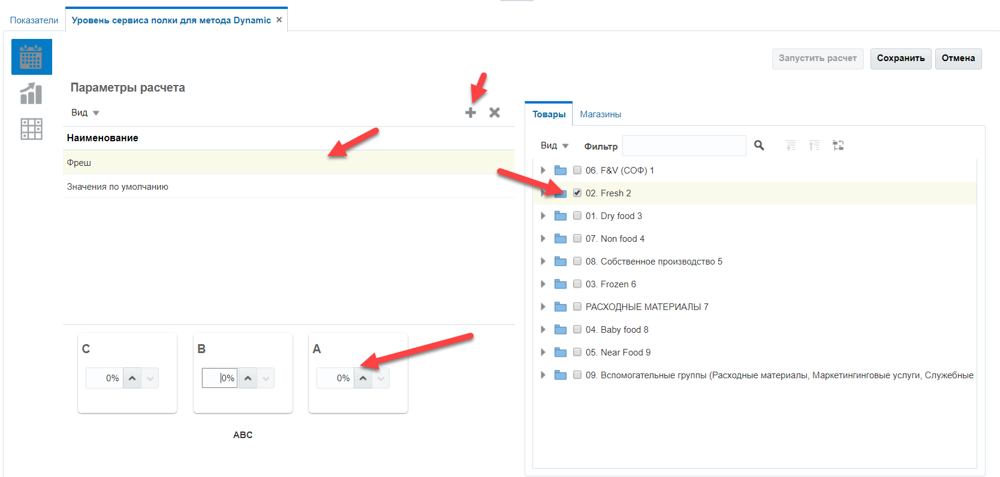 Показатели
Уровень сервиса полки для метода Dynamic
Запустить расчет
Сохранить
Отмена
Параметры расчета
Вид
Наименование
Фреш
Значения по умолчанию
C
0%
B
0%
A
0%
ABC
Товары
Магазины
Вид
Фильтр
06. F&V (СОФ) 1
02. Fresh 2
01. Dry food 3
07. Non food 4
08. Собственное производство 5
03. Frozen 6
РАСХОДНЫЕ МАТЕРИАЛЫ 7
04. Baby food 8
05. Near Food 9
09. Вспомогательные группы (Расходные материалы, Маркетингинговые услуги, Служебные